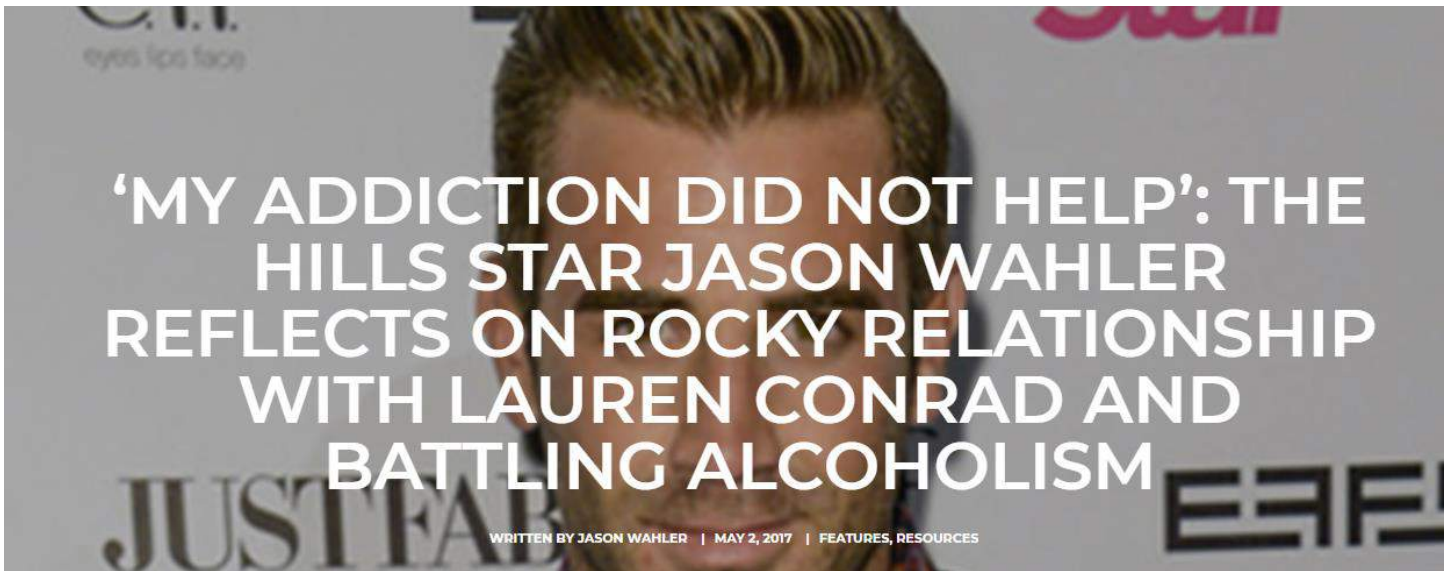 eyes lips face
‘MY ADDICTION DID NOT HELP’: THE
HILLS STAR JASON WAHLER
REFLECTS ON ROCKY RELATIONSHIP
WITH LAUREN CONRAD AND
BATTLING ALCOHOLISM
JUSTFAB
WRITTEN BY JASON WAHLER | MAY 2, 2017 | FEATURES, RESOURCES